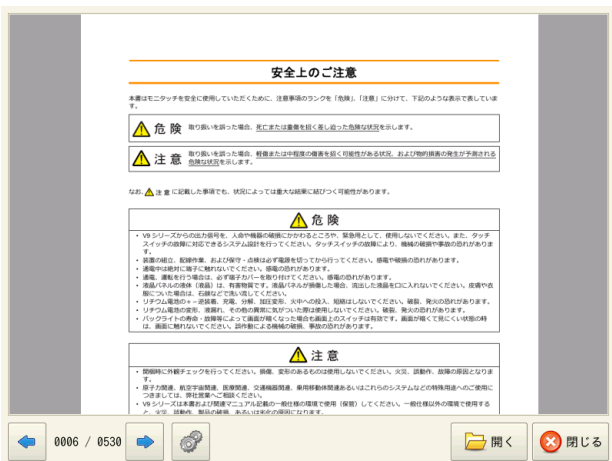 安全上のご注意
本書はモニタッチを安全に使用していただくために、注意事項のランクを「危険」、「注意」に分けて、下記のような表示で表しています。
危 険 取り扱いを誤った場合、死亡または重傷を招く差し迫った危険な状況を示します。
注 意 取り扱いを誤った場合、軽傷または中程度の傷害を招く可能性がある状況、および物的損害の発生が予測される
危険な状況を示します。
なお、注 意 に記載した事項でも、状況によっては重大な結果に結びつく可能性があります。
危 険
• V9 シリーズからの出力信号を、人命や機器の破損にかかわるところや、緊急用として、使用しないでください。また、タッチ
スイッチの故障に対応できるシステム設計を行ってください。タッチスイッチの故障により、機械の破損や事故の恐れがありま
す。
• 装置の組立、配線作業、および保守・点検は必ず電源を切ってから行ってください。感電や破損の恐れがあります。
• 通電中は絶対に端子に触れないでください。感電の恐れがあります。
• 通電、運転を行う場合は、必ず端子カバーを取り付けてください。感電の恐れがあります。
• 液晶パネルの液体（液晶）は、有害物質です。液晶パネルが損傷した場合、流出した液晶を口に入れないでください。皮膚や衣
服についた場合は、石鹸などで洗い流してください。
• リチウム電池の＋－逆装着、充電、分解、加圧変形、火中への投入、短絡はしないでください。破裂、発火の恐れがあります。
• リチウム電池の変形、液漏れ、その他の異常に気がついた際は使用しないでください。破裂、発火の恐れがあります。
• バックライトの寿命・故障等によって画面が暗くなった場合も画面上のスイッチは有効です。画面が暗くて見にくい状態の時
は、画面に触れないでください。誤作動による機械の破損、事故の恐れがあります。
注 意
• 開梱時に外観チェックを行ってください。損傷、変形のあるものは使用しないでください。火災、誤動作、故障の原因となりま
す。
• 原子力関連、航空宇宙関連、医療関連、交通機器関連、乗用移動体関連あるいはこれらのシステムなどの特殊用途へのご使用に
つきましては、弊社営業へご相談ください。
• V9 シリーズは本書および関連マニュアル記載の一般仕様の環境で使用（保管）してください。一般仕様以外の環境で使用する
と、火災、誤動作、製品の破損、あるいは劣化の原因になります。
0006 / 0530
開く
閉じる